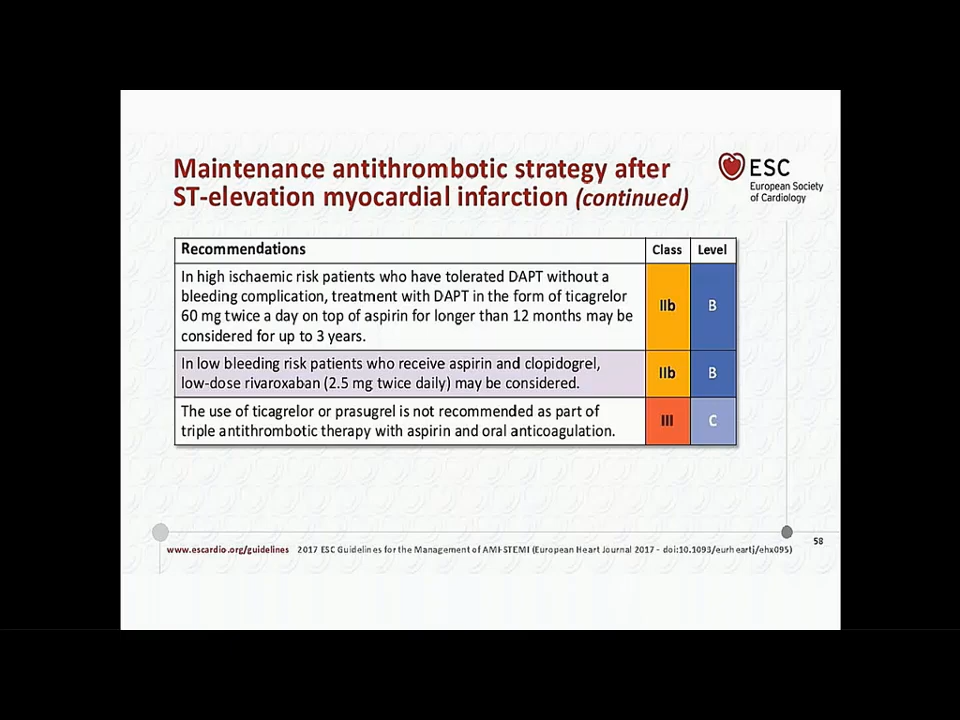 Maintenance antithrombotic strategy after
ST-elevation myocardial infarction (continued)
ESC
European Society
of Cardiology
Recommendations Class Level
In high ischaemic risk patients who have tolerated DAPT without a
bleeding complication, treatment with DAPT in the form of ticagrelor
60 mg twice a day on top of aspirin for longer than 12 months may be
considered for up to 3 years.
IIb B
In low bleeding risk patients who receive aspirin and clopidogrel,
low-dose rivaroxaban (2.5 mg twice daily) may be considered.
IIb B
The use of ticagrelor or prasugrel is not recommended as part of
triple antithrombotic therapy with aspirin and oral anticoagulation.
III C
58
www.escardio.org/guidelines 2017 ESC Guidelines for the Management of AMI-STEMI (European Heart Journal 2017 - doi:10.1093/eurheartj/ehx095)